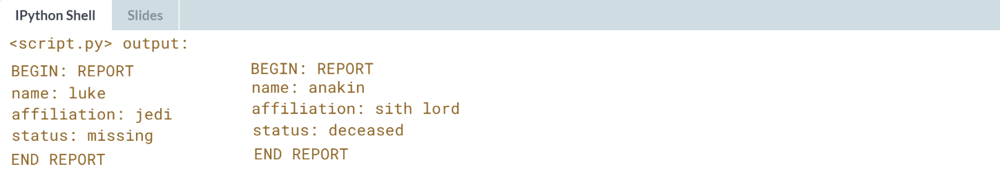 IPython Shell
Slides
<script.py> output:
BEGIN: REPORT
name: luke
affiliation: jedi
status: missing
END REPORT
BEGIN: REPORT
name: anakin
affiliation: sith lord
status: deceased
END REPORT